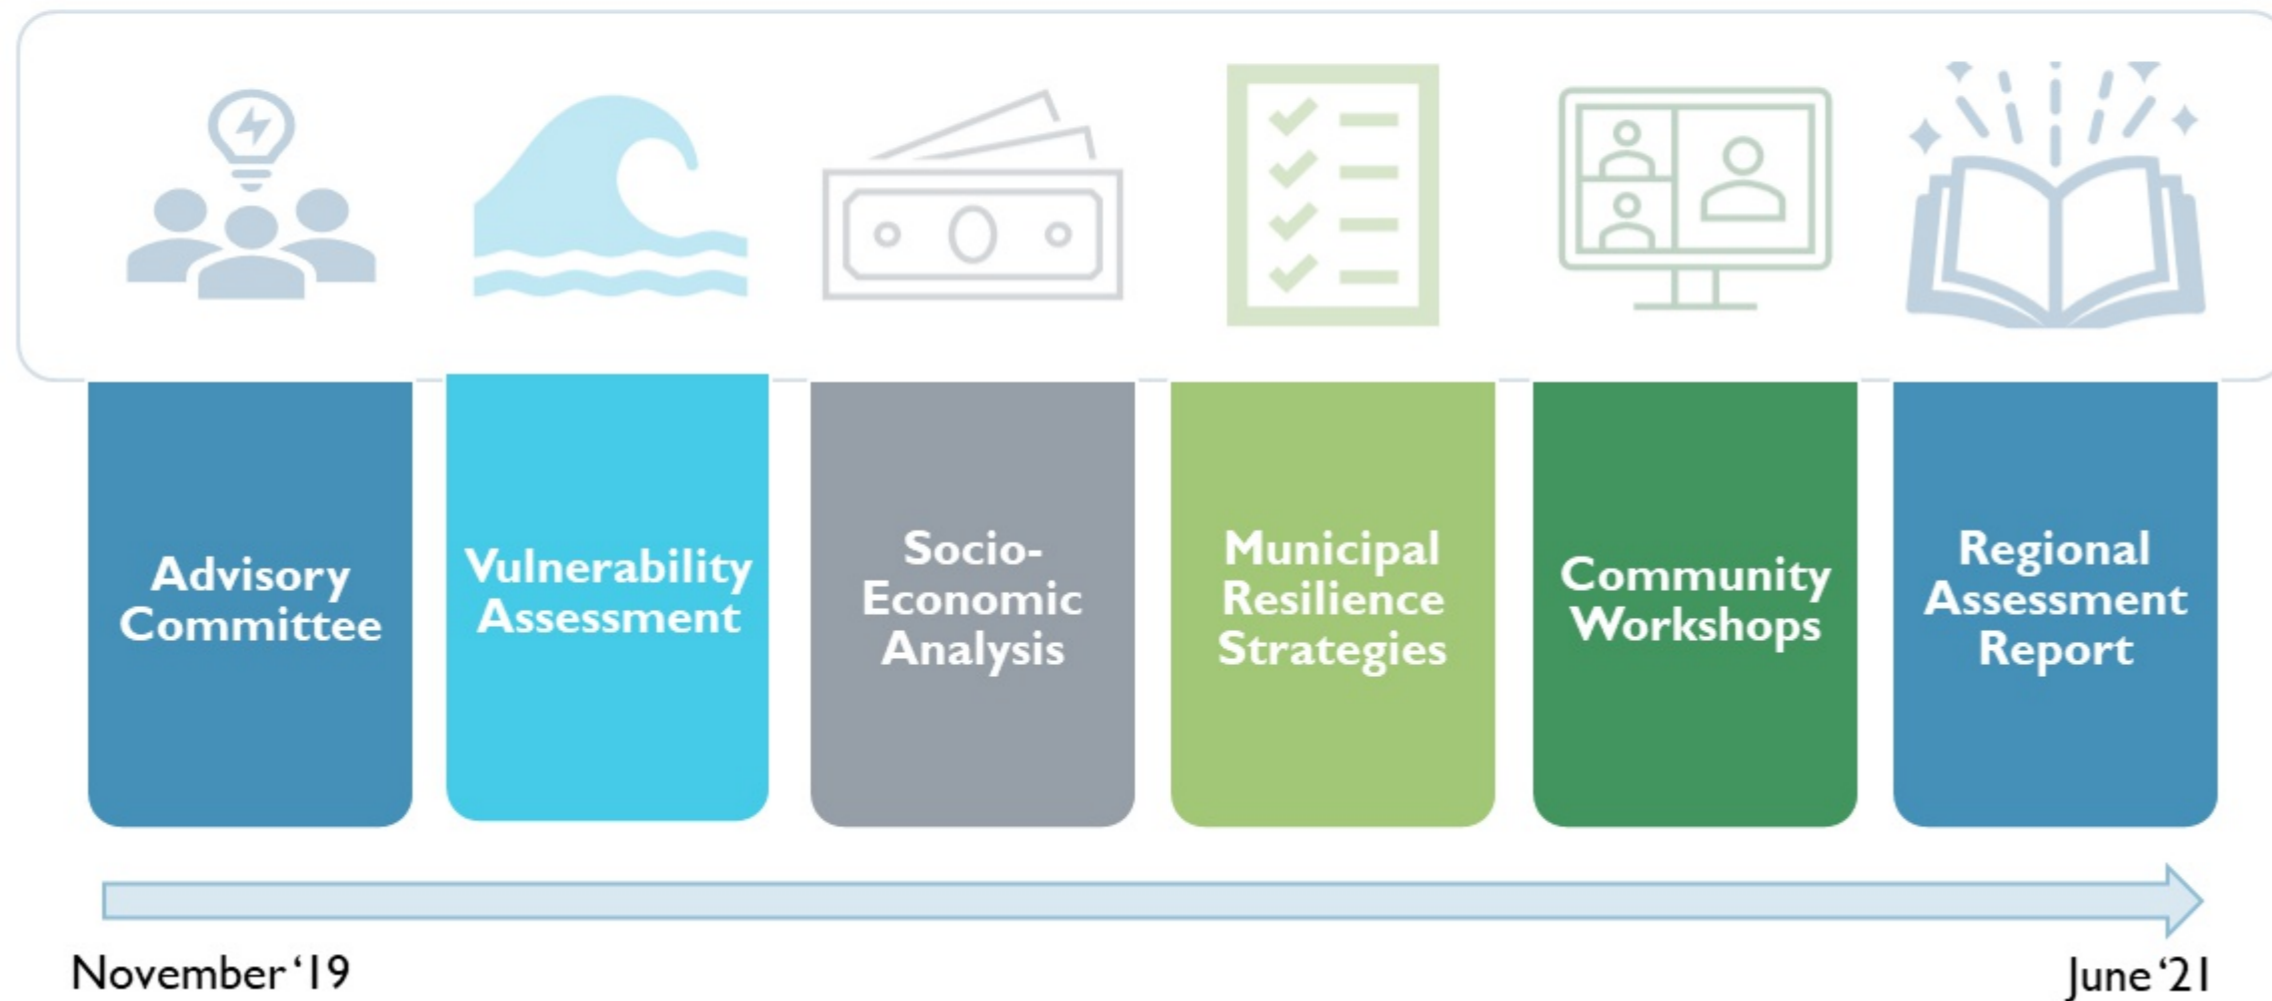 Advisory
Committee
Vulnerability
Assessment
Socio-
Economic
Analysis
Municipal
Resilience
Strategies
Community
Workshops
Regional
Assessment
Report
November ‘19
June ‘21